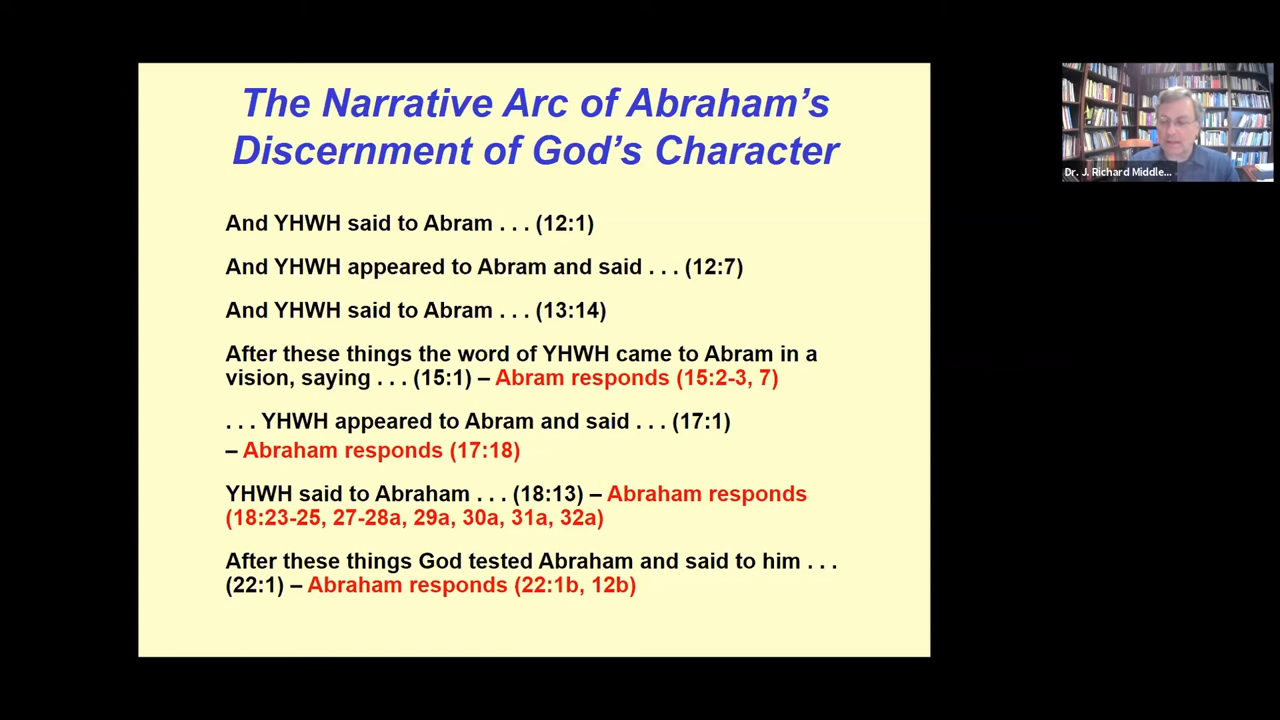 The Narrative Arc of Abraham’s
Discernment of God’s Character
And YHWH said to Abram . . . (12:1)
And YHWH appeared to Abram and said . . . (12:7)
And YHWH said to Abram . . . (13:14)
After these things the word of YHWH came to Abram in a
vision, saying . . . (15:1) – Abram responds (15:2-3, 7)
. . . YHWH appeared to Abram and said . . . (17:1)
– Abraham responds (17:18)
YHWH said to Abraham . . . (18:13) – Abraham responds
(18:23-25, 27-28a, 29a, 30a, 31a, 32a)
After these things God tested Abraham and said to him . . .
(22:1) – Abraham responds (22:1b, 12b)
Dr. J. Richard Middle...